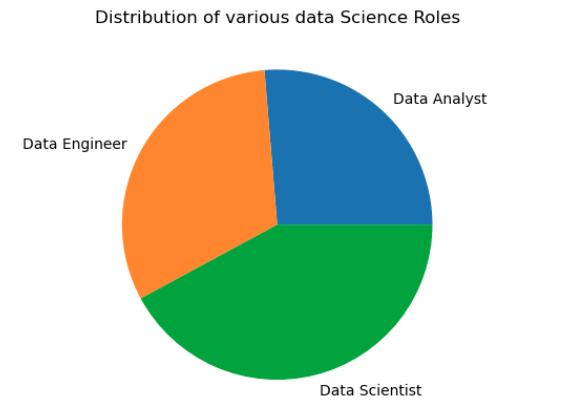 Distribution of various data Science Roles
Data Analyst
Data Engineer
Data Scientist